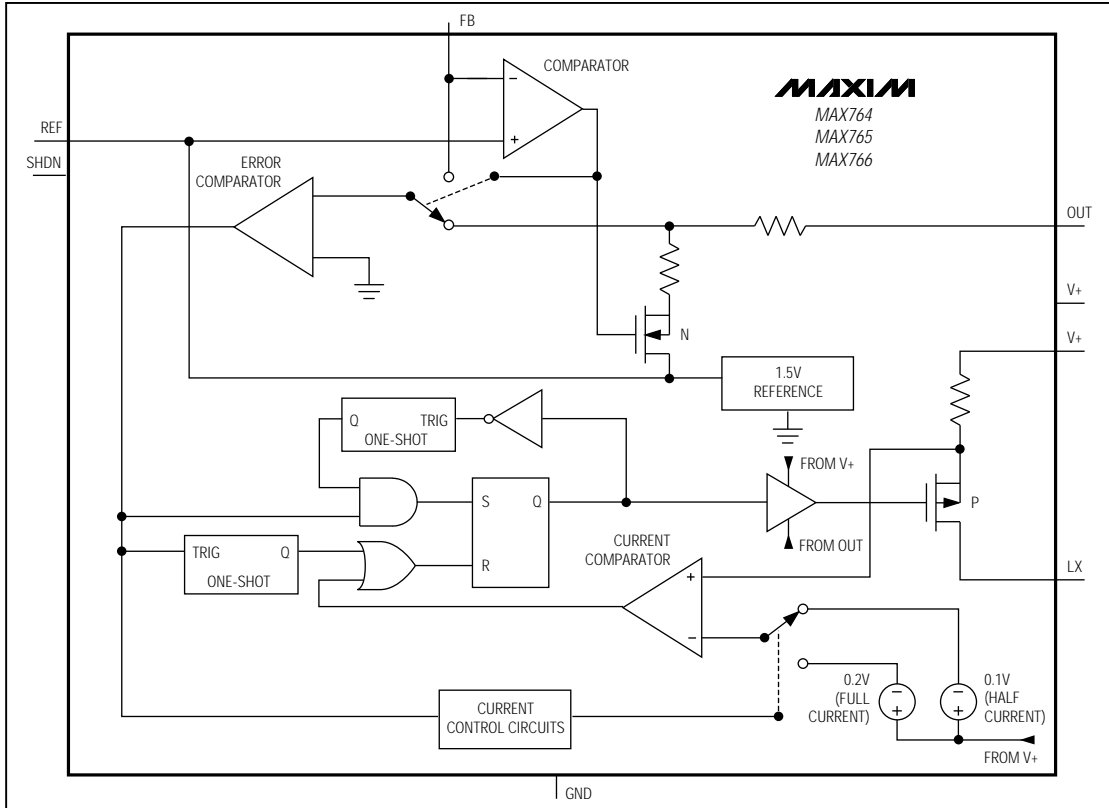 FB
COMPARATOR
−
+
MAXIM
MAX764
MAX765
MAX766
REF
SHDN
ERROR
COMPARATOR
OUT
V+
V+
N
1.5V
REFERENCE
Q TRIG
ONE-SHOT
FROM V+
S Q
R
P
FROM OUT
TRIG Q
ONE-SHOT
CURRENT
COMPARATOR
+
−
LX
0.2V
(FULL
CURRENT)
−
+
0.1V
(HALF
CURRENT)
−
+
CURRENT
CONTROL CIRCUITS
FROM V+
GND